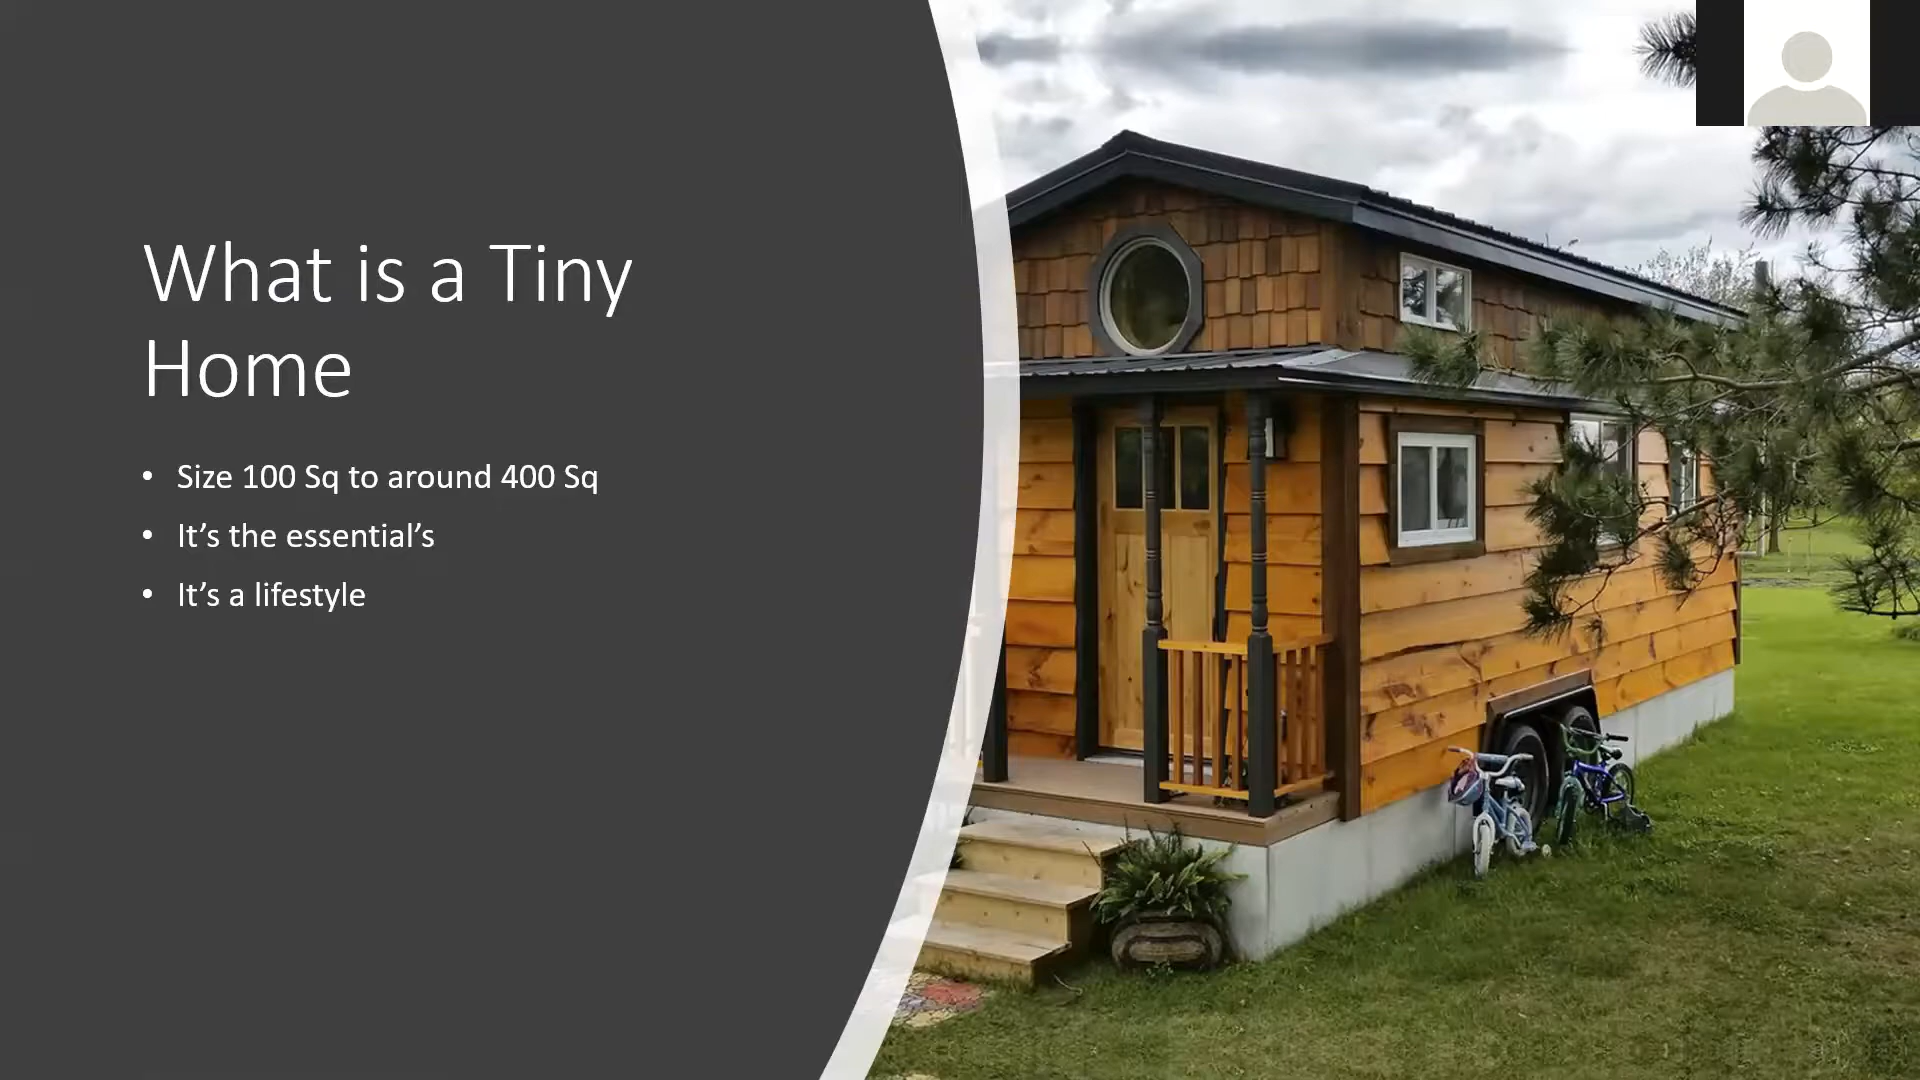 What is a Tiny
Home
• Size 100 Sq to around 400 Sq
• It’s the essential’s
• It’s a lifestyle